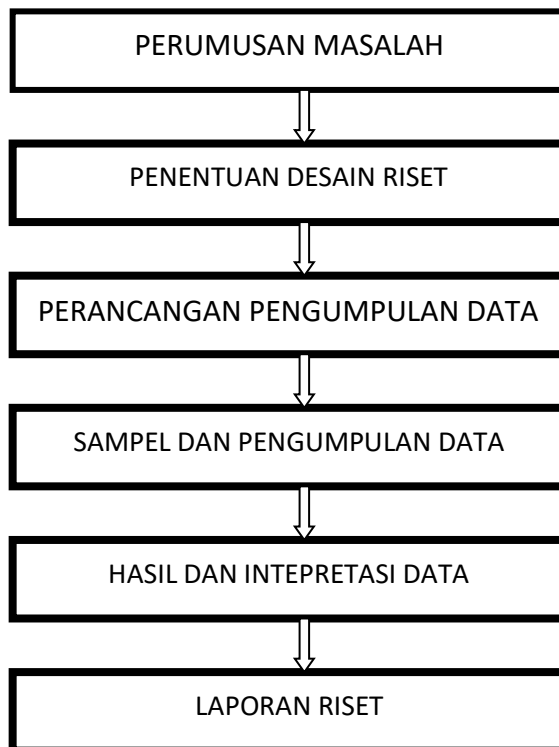 PERUMUSAN MASALAH
PENENTUAN DESAIN RISET
PERANCANGAN PENGUMPULAN DATA
SAMPEL DAN PENGUMPULAN DATA
HASIL DAN INTEPRETASI DATA
LAPORAN RISET